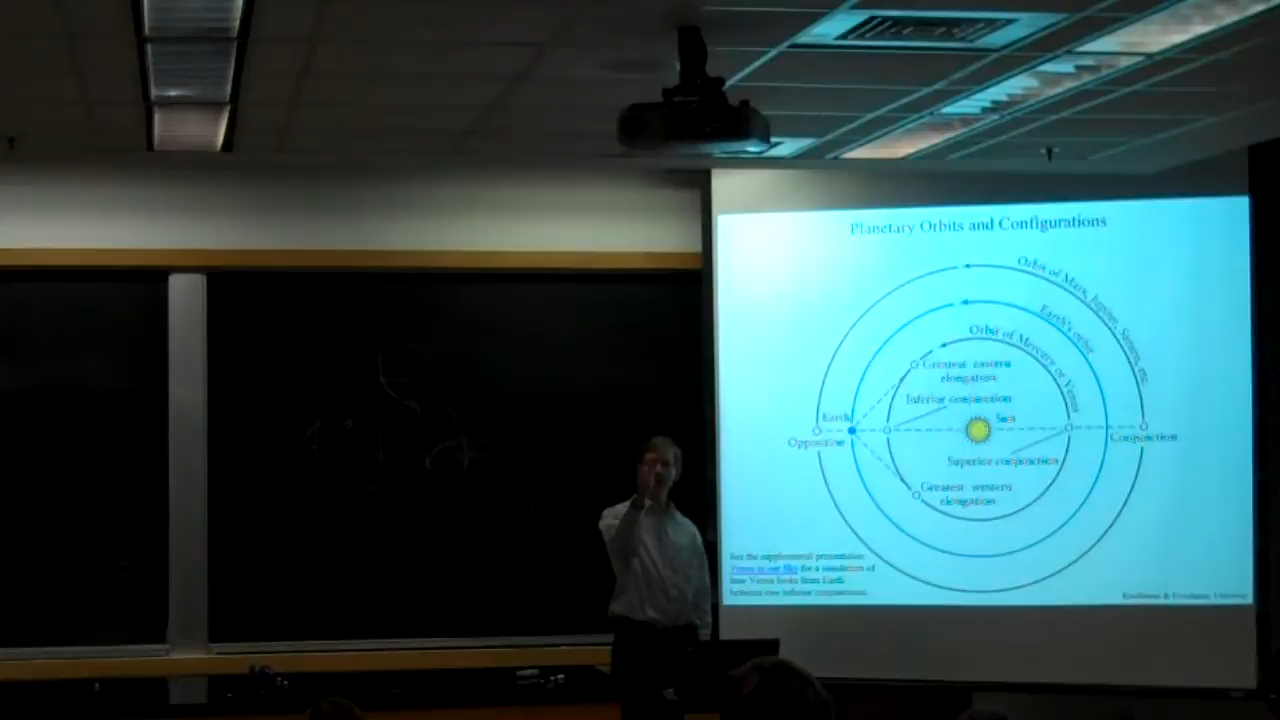 Planetary Orbits and Configurations
Orbit of Mars, Jupiter, Saturn, etc.
Earth's orbit
Orbit of Mercury or Venus
Greatest eastern
elongation
Inferior conjunction
Earth
Sun
Opposition
Conjunction
Superior conjunction
Greatest western
elongation
See the supplemental presentation
Venus in our Sky for a simulation of
how Venus looks from Earth
between two inferior conjunctions.